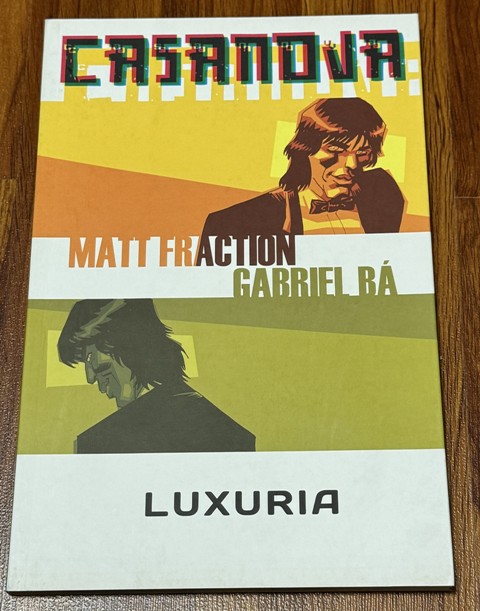 CASANOVA
MATT FRACTION
GABRIEL BÁ
LUXURIA